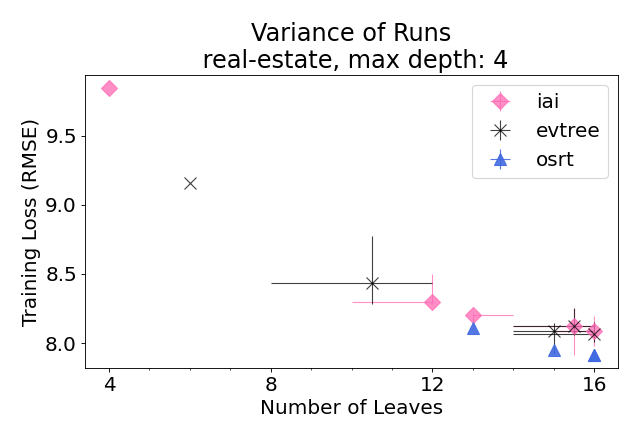 Variance of Runs
real-estate, max depth: 4
iai
evtree
osrt
Training Loss (RMSE)
9.5
9.0
8.5
8.0
4
8
12
16
Number of Leaves